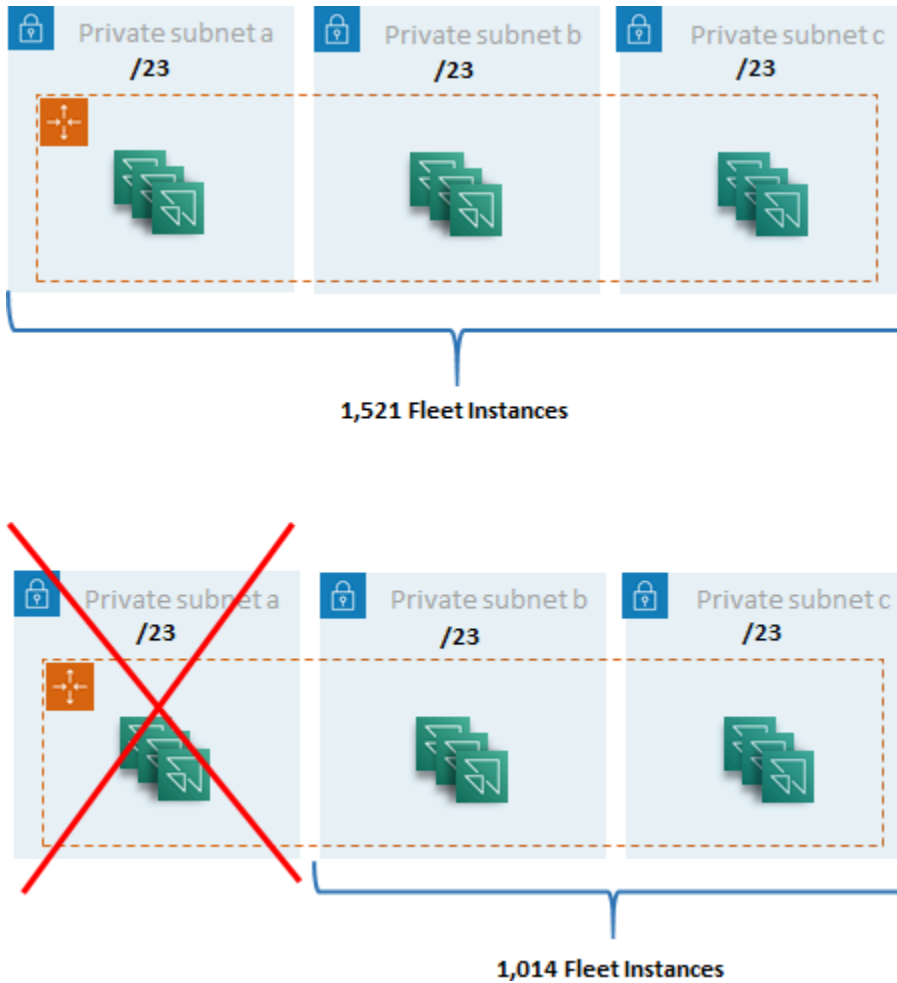 Private subnet a
/23
Private subnet b
/23
Private subnet c
/23
1,521 Fleet Instances
Private subnet a
/23
Private subnet b
/23
Private subnet c
/23
1,014 Fleet Instances